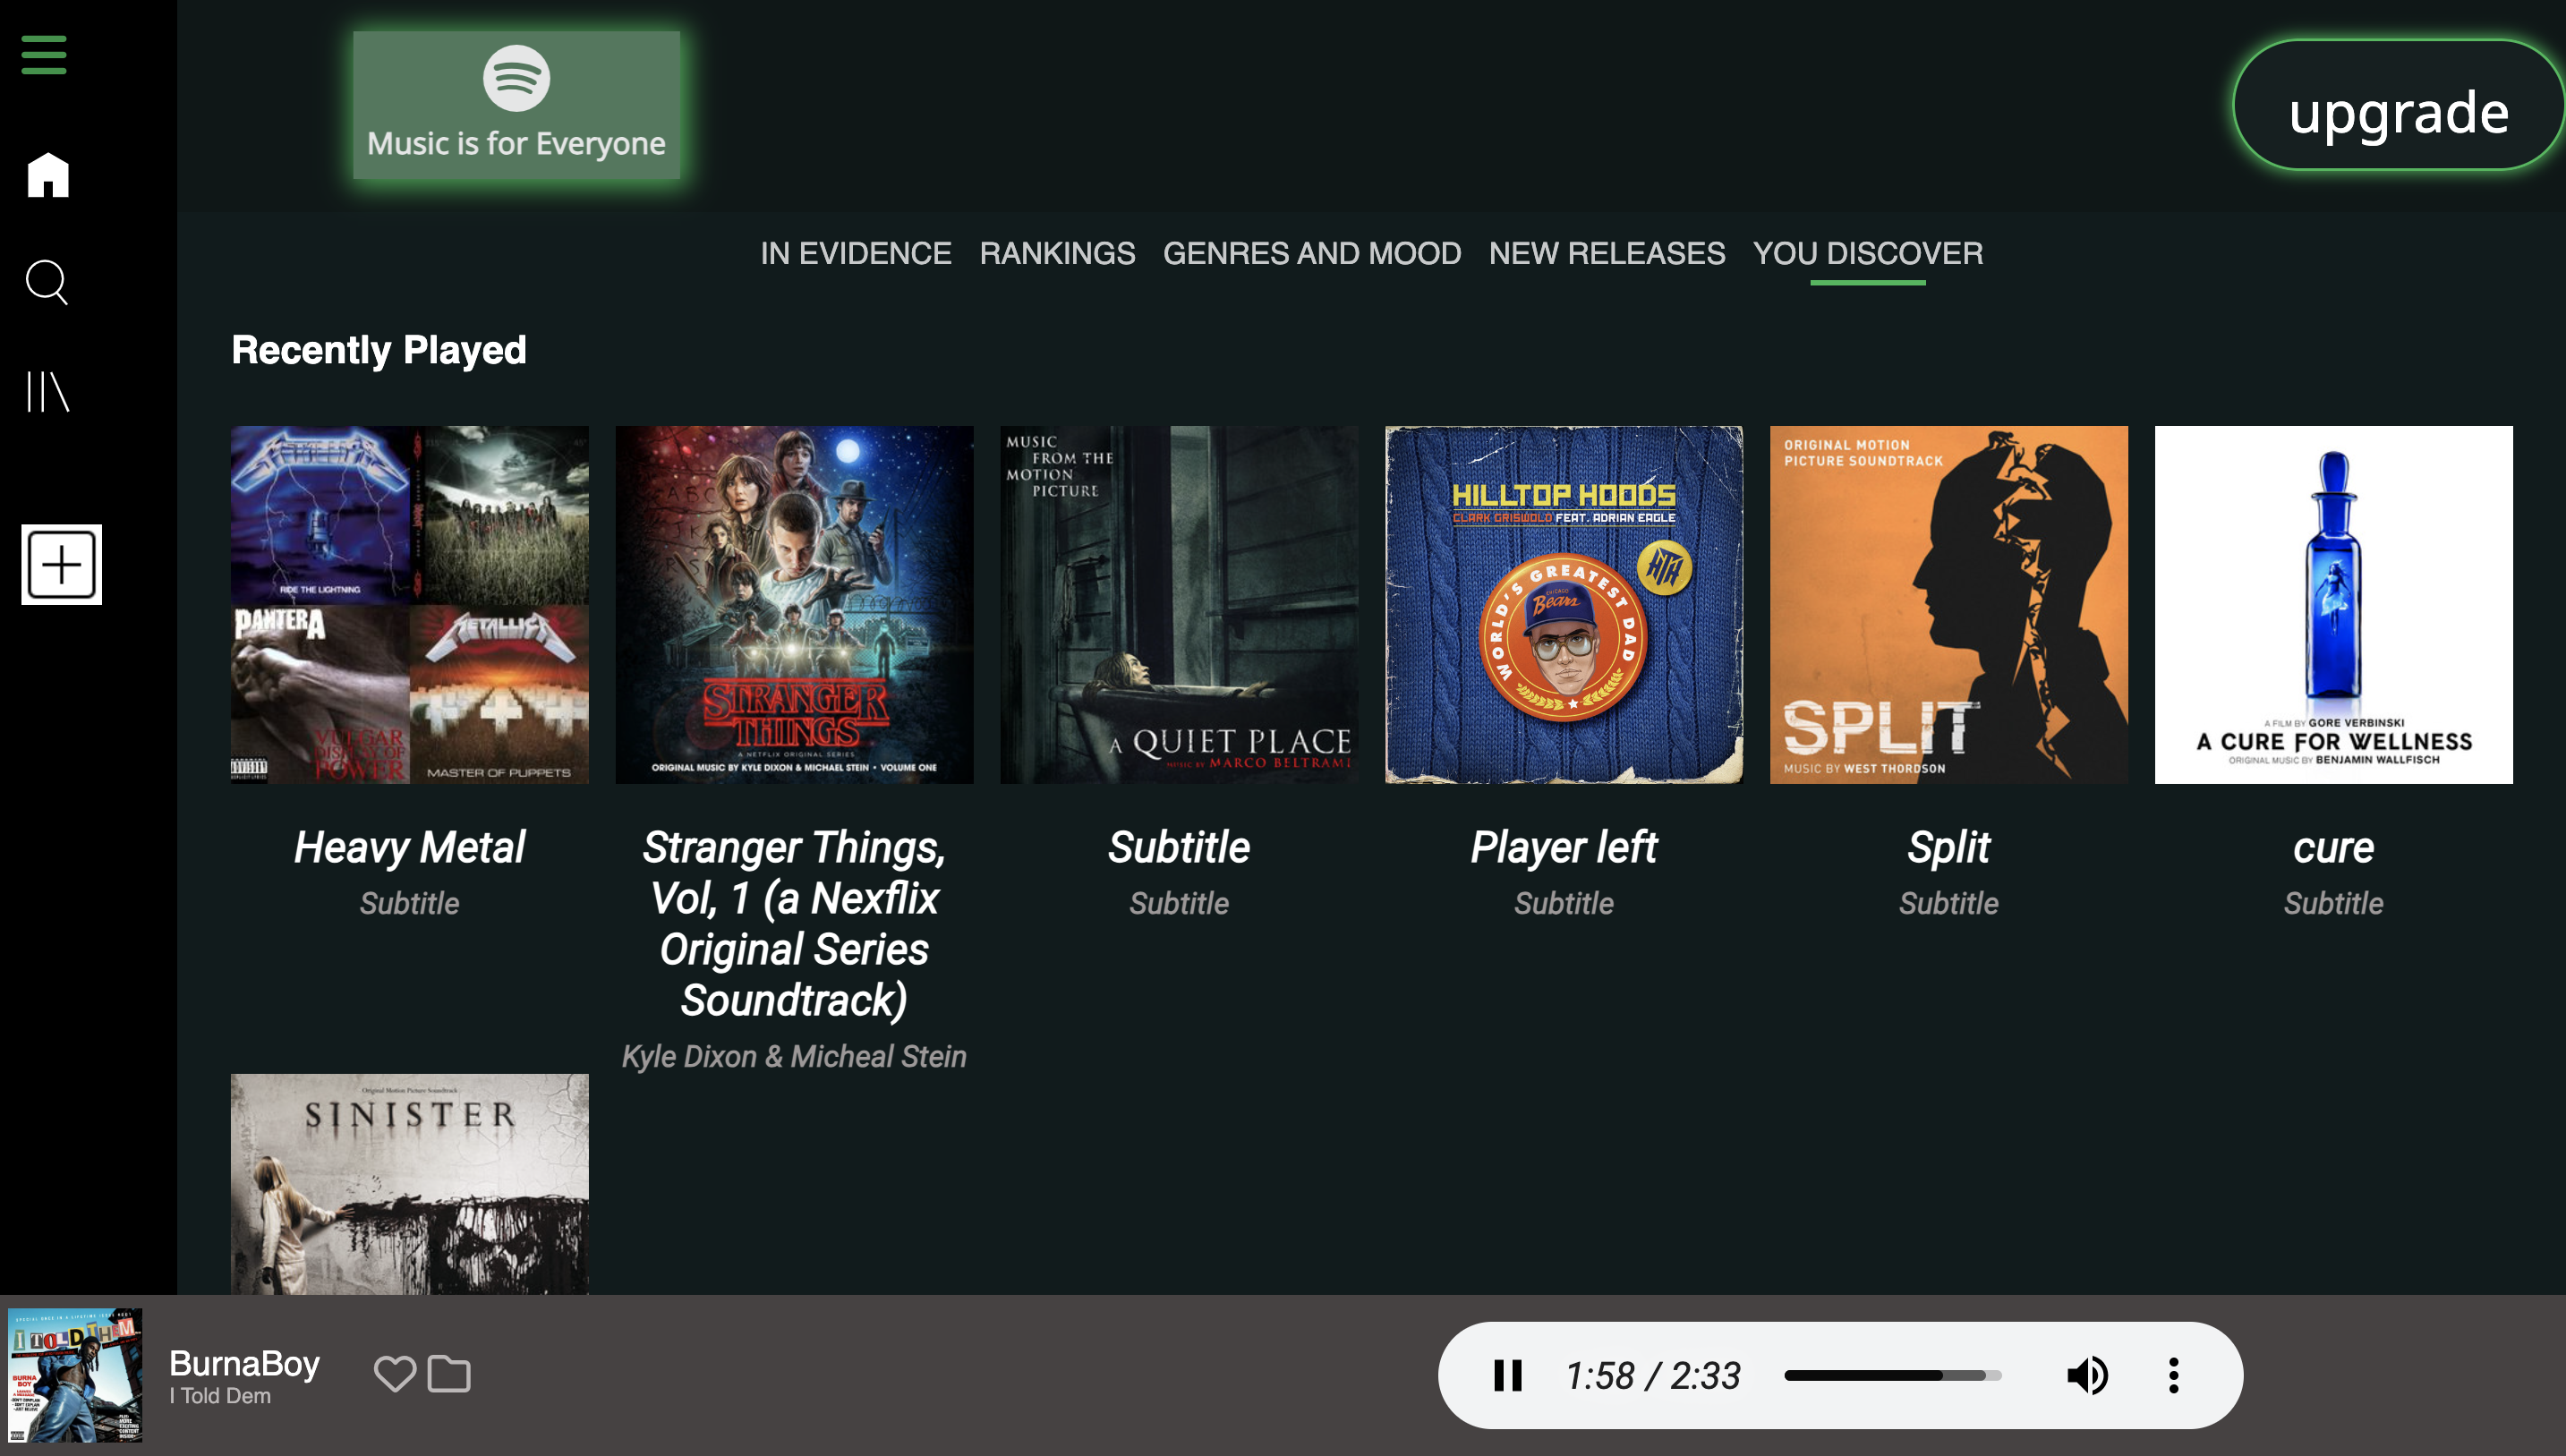 Music is for Everyone
upgrade
IN EVIDENCE RANKINGS GENRES AND MOOD NEW RELEASES YOU DISCOVER
Recently Played
METALLICA
RIDE THE LIGHTNING
PANTERA
VULGAR
DISPLAY OF
POWER
METALLICA
MASTER OF PUPPETS
STRANGER
THINGS
A NETFLIX ORIGINAL SERIES
ORIGINAL MUSIC BY KYLE DIXON & MICHAEL STEIN • VOLUME ONE
MUSIC
FROM THE
MOTION
PICTURE
A QUIET PLACE
MUSIC BY MARCO BELTRAMI
HILLTOP HOODS
CLARK GRISWOLD FEAT. ADRIAN EAGLE
HTH
WORLD'S GREATEST DAD
CHICAGO
Bears
ORIGINAL MOTION
PICTURE SOUNDTRACK
SPLIT
MUSIC BY WEST THORDSON
A FILM BY GORE VERBINSKI
A CURE FOR WELLNESS
ORIGINAL MUSIC BY BENJAMIN WALLFISCH
Heavy Metal
Subtitle
Stranger Things,
Vol, 1 (a Nexflix
Original Series
Soundtrack)
Kyle Dixon & Micheal Stein
Subtitle
Subtitle
Player left
Subtitle
Split
Subtitle
cure
Subtitle
Original Motion Picture Soundtrack
SINISTER
I TOLD THEM...
BURNA
BOY
BurnaBoy
I Told Dem
1:58 / 2:33